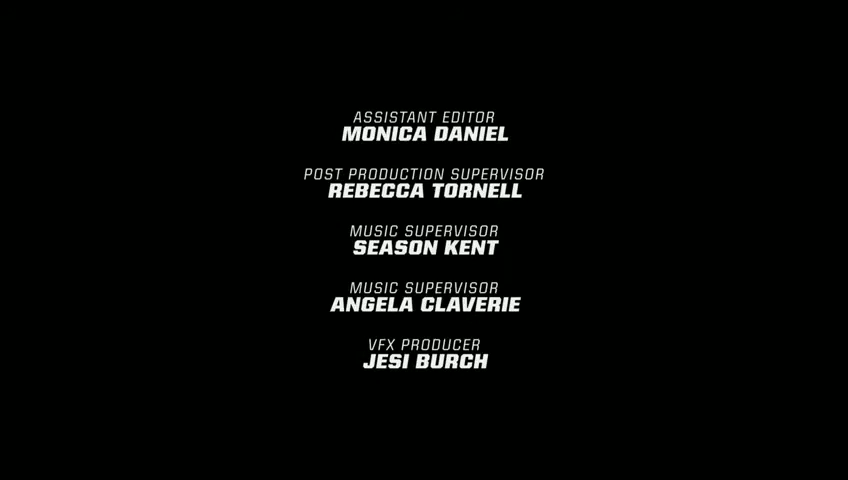 ASSISTANT EDITOR
MONICA DANIEL
POST PRODUCTION SUPERVISOR
REBECCA TORNELL
MUSIC SUPERVISOR
SEASON KENT
MUSIC SUPERVISOR
ANGELA CLAVERIE
VFX PRODUCER
JESI BURCH